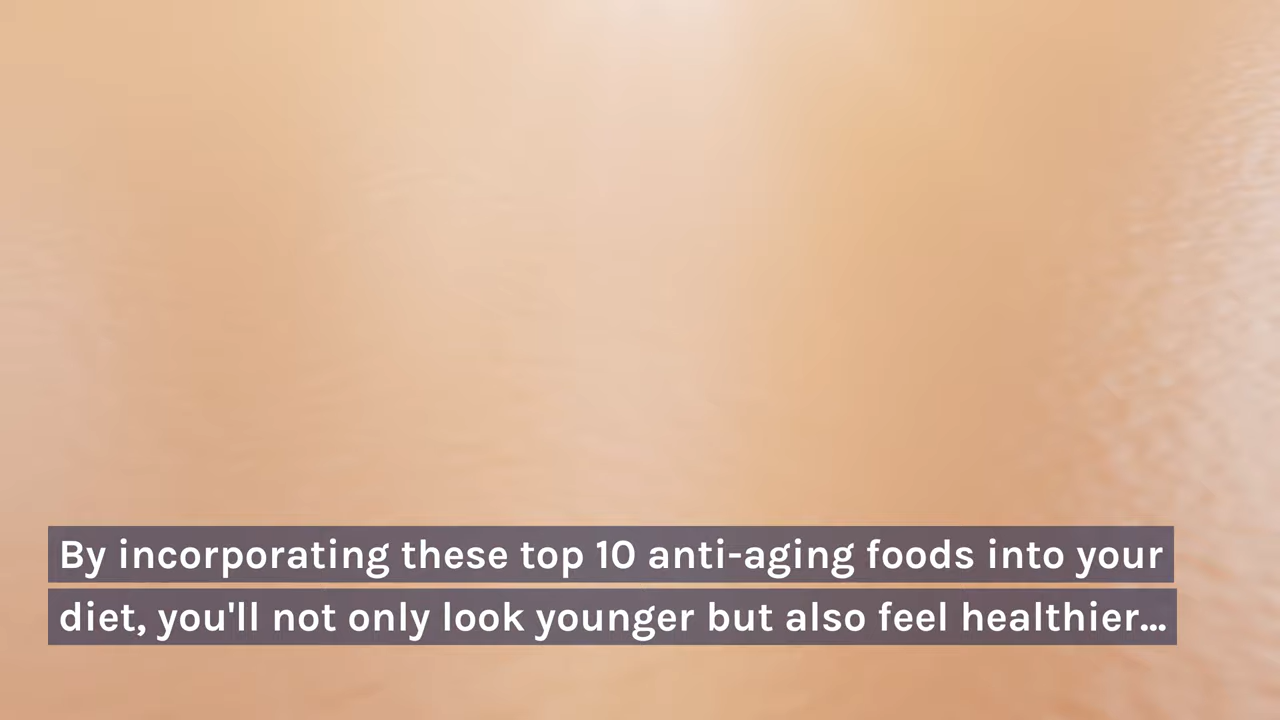 By incorporating these top 10 anti-aging foods into your
diet, you'll not only look younger but also feel healthier...